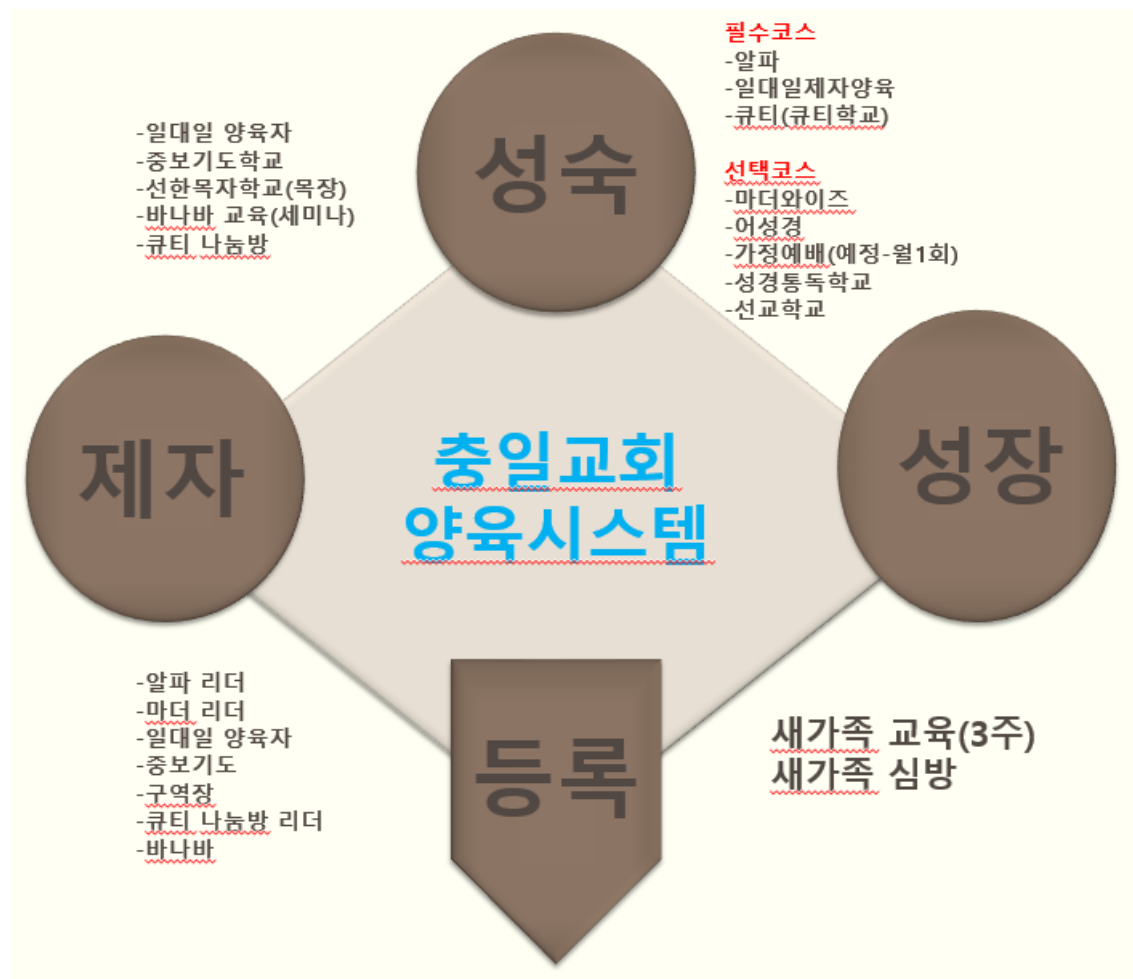 필수코스
-알파
-일대일제자양육
-큐티(큐티학교)
선택코스
-마더와이즈
-어성경
-가정예배(예정-월1회)
-성경통독학교
-선교학교
-일대일 양육자
-중보기도학교
-선한목자학교(목장)
-바나바 교육(세미나)
-큐티 나눔방
성숙
제자
성장
충일교회
양육시스템
등록
-알파 리더
-마더 리더
-일대일 양육자
-중보기도
-구역장
-큐티 나눔방 리더
-바나바
새가족 교육(3주)
새가족 심방